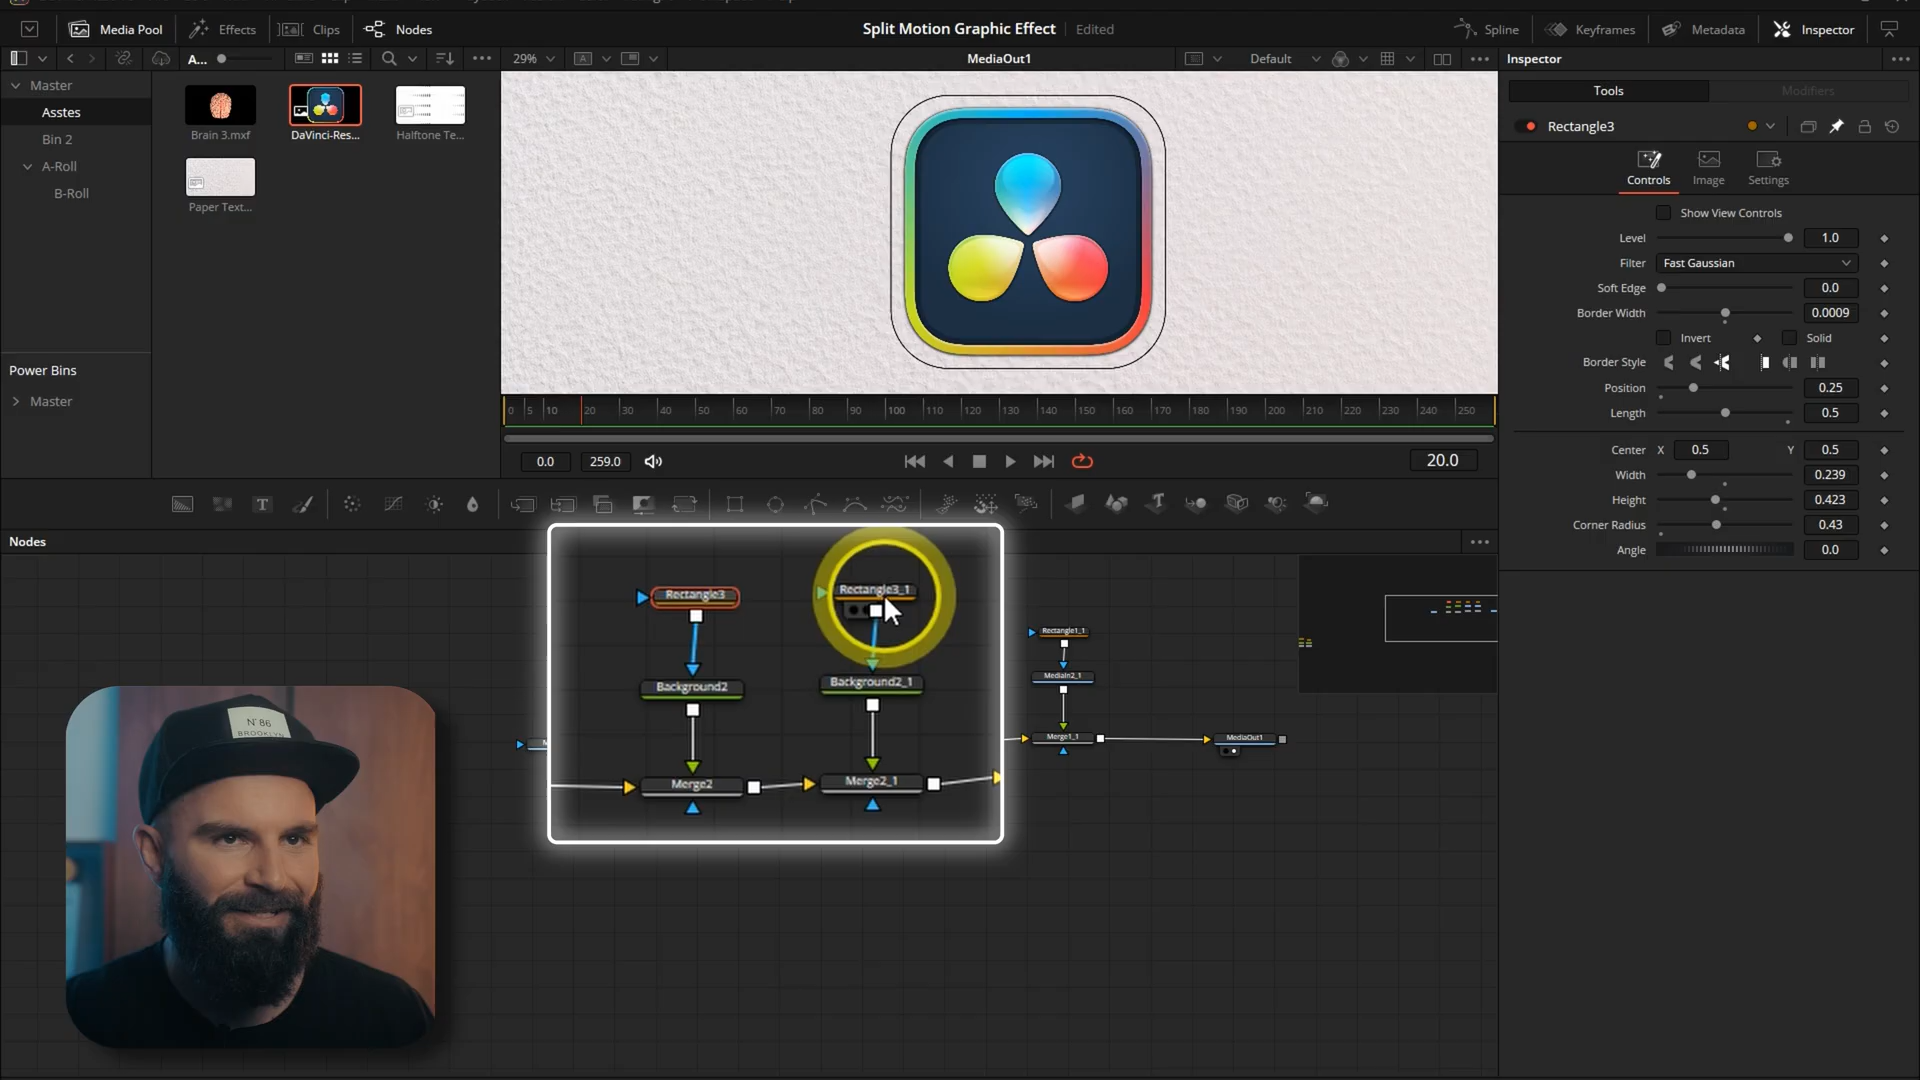 Media Pool
Effects
Clips
Nodes
Split Motion Graphic Effect
Edited
Spline
Keyframes
Metadata
Inspector
A...
29%
A
MediaOut1
Default
Inspector
Master
Asstes
Bin 2
A-Roll
B-Roll
Brain 3.mxf
DaVinci-Res...
Halftone Te...
Paper Text...
Power Bins
Master
Tools
Modifiers
Rectangle3
Controls
Image
Settings
Show View Controls
Level 1.0
Filter Fast Gaussian
Soft Edge 0.0
Border Width 0.0009
Invert Solid
Border Style
Position 0.25
Length 0.5
Center X 0.5 Y 0.5
Width 0.239
Height 0.423
Corner Radius 0.43
Angle 0.0
0 5 10 20 30 40 50 60 70 80 90 100 110 120 130 140 150 160 170 180 190 200 210 220 230 240 250
0.0
259.0
20.0
T
T
Nodes
Rectangle3
Rectangle3_1
Background2
Background2_1
Merge2
Merge2_1
Rectangle1_1
MediaIn2_1
Merge1_1
MediaOut1
N°86
BROOKLYN